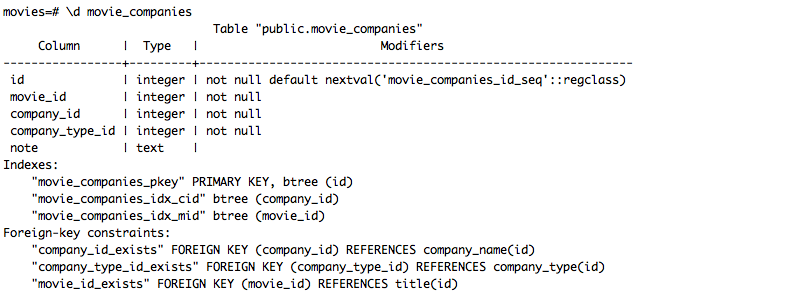 movies=# \d movie_companies
                              Table "public.movie_companies"
     Column      |  Type   |                          Modifiers
-----------------+---------+--------------------------------------------------------------
 id              | integer | not null default nextval('movie_companies_id_seq'::regclass)
 movie_id        | integer | not null
 company_id      | integer | not null
 company_type_id | integer | not null
 note            | text    |
Indexes:
    "movie_companies_pkey" PRIMARY KEY, btree (id)
    "movie_companies_idx_cid" btree (company_id)
    "movie_companies_idx_mid" btree (movie_id)
Foreign-key constraints:
    "company_id_exists" FOREIGN KEY (company_id) REFERENCES company_name(id)
    "company_type_id_exists" FOREIGN KEY (company_type_id) REFERENCES company_type(id)
    "movie_id_exists" FOREIGN KEY (movie_id) REFERENCES title(id)